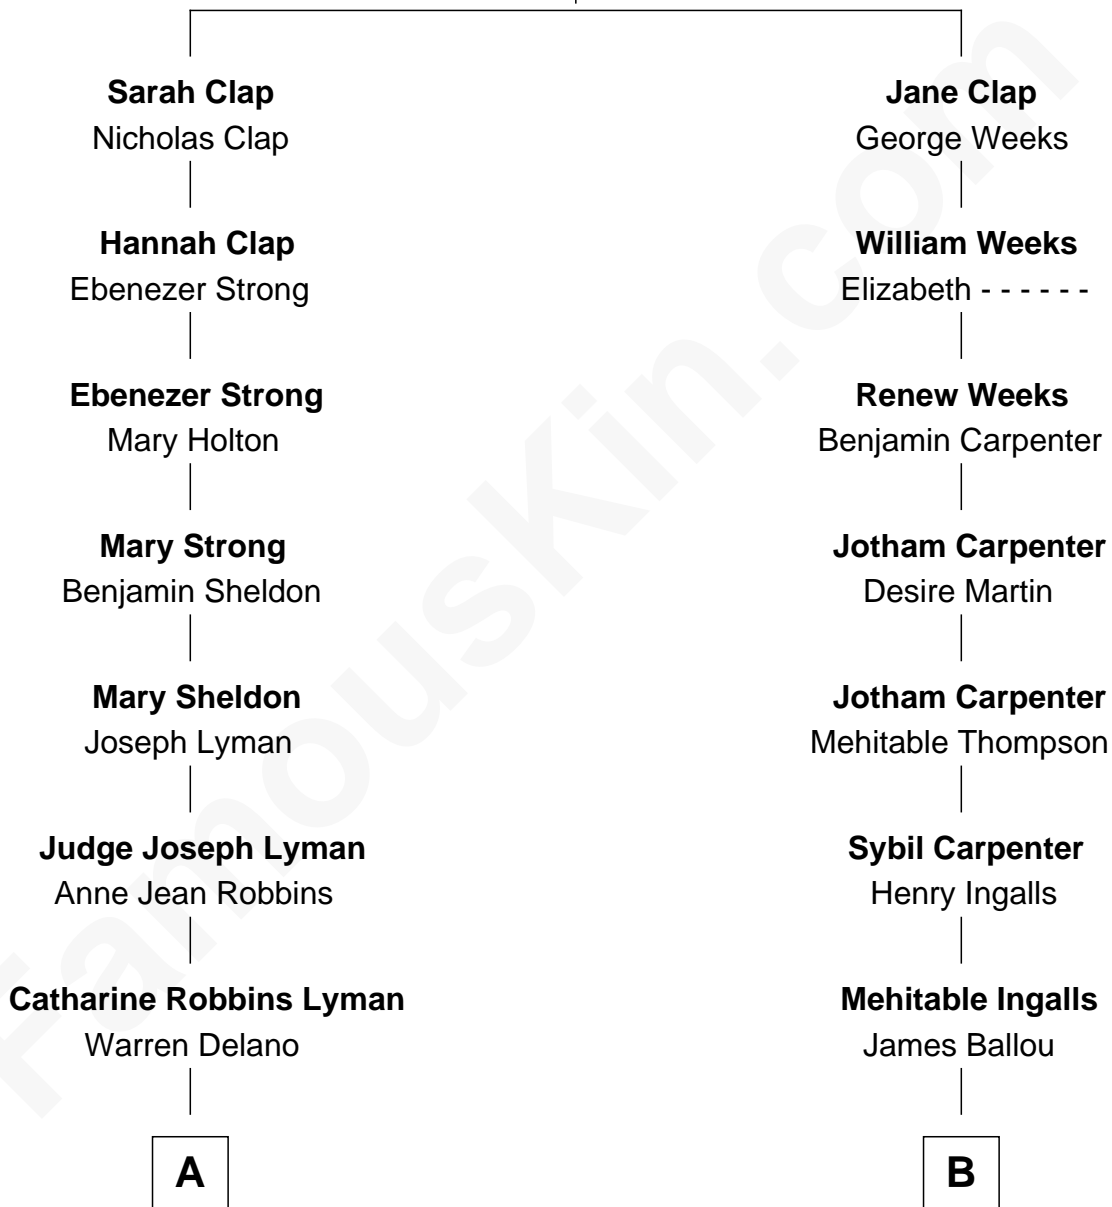 Sarah Clap
Nicholas Clap
Hannah Clap
Ebenezer Strong
Ebenezer Strong
Mary Holton
Mary Strong
Benjamin Sheldon
Mary Sheldon
Joseph Lyman
Judge Joseph Lyman
Anne Jean Robbins
Catharine Robbins Lyman
Warren Delano
A
Jane Clap
George Weeks
William Weeks
Elizabeth - - - - - -
Renew Weeks
Benjamin Carpenter
Jotham Carpenter
Desire Martin
Jotham Carpenter
Mehitable Thompson
Sybil Carpenter
Henry Ingalls
Mehitable Ingalls
James Ballou
B
FamousKin.com